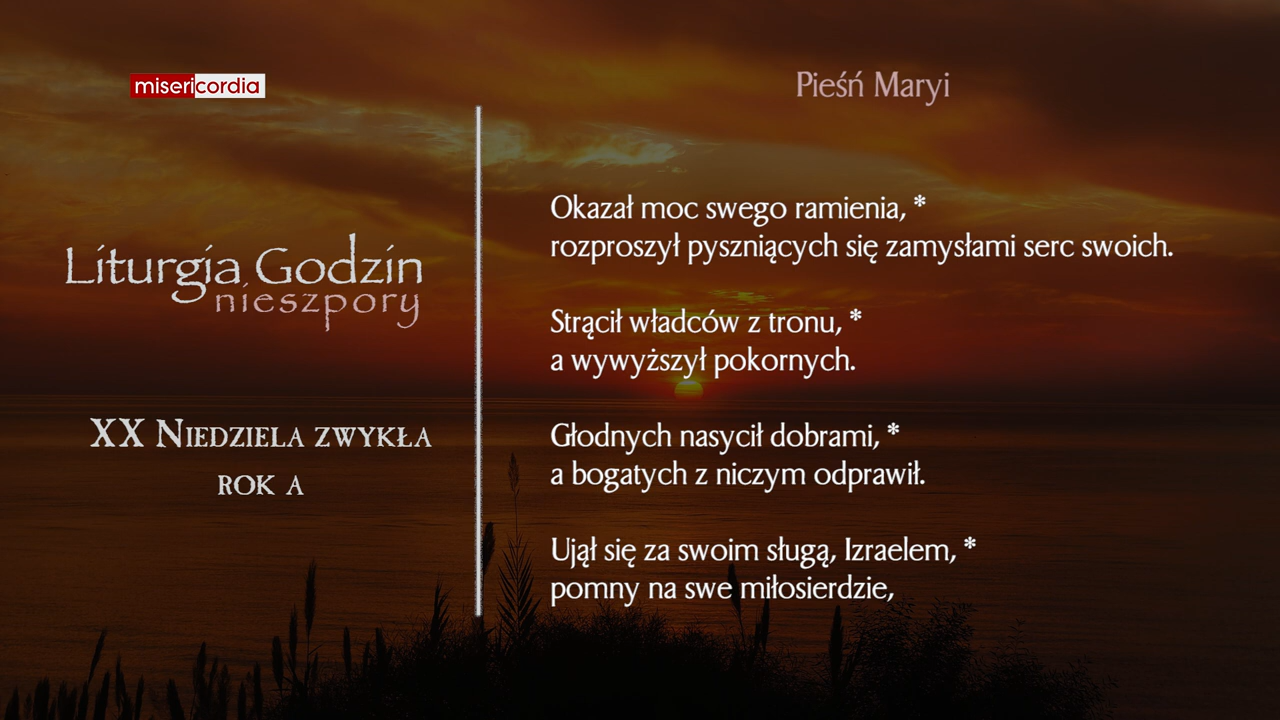 misericordia
Liturgia Godzin
nieszpory
XX Niedziela zwykła
rok A
Pieśń Maryi
Okazał moc swego ramienia, *
rozproszył pyszniących się zamysłami serc swoich.
Strącił władców z tronu, *
a wywyższył pokornych.
Głodnych nasycił dobrami, *
a bogatych z niczym odprawił.
Ujął się za swoim sługą, Izraelem, *
pomny na swe miłosierdzie,